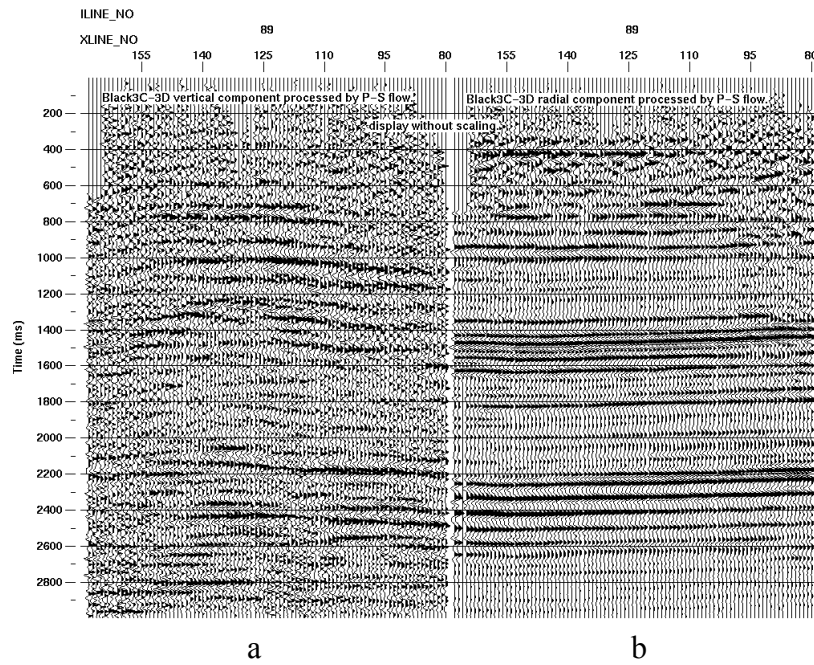 ILINE_NO
89 89
XLINE_NO
155 140 125 110 95 80 155 140 125 110 95 80
Black3C-3D vertical component processed by P-S flow.
Black3C-3D radial component processed by P-S flow.
display without scaling.
Time (ms)
200
400
600
800
1000
1200
1400
1600
1800
2000
2200
2400
2600
2800
a b